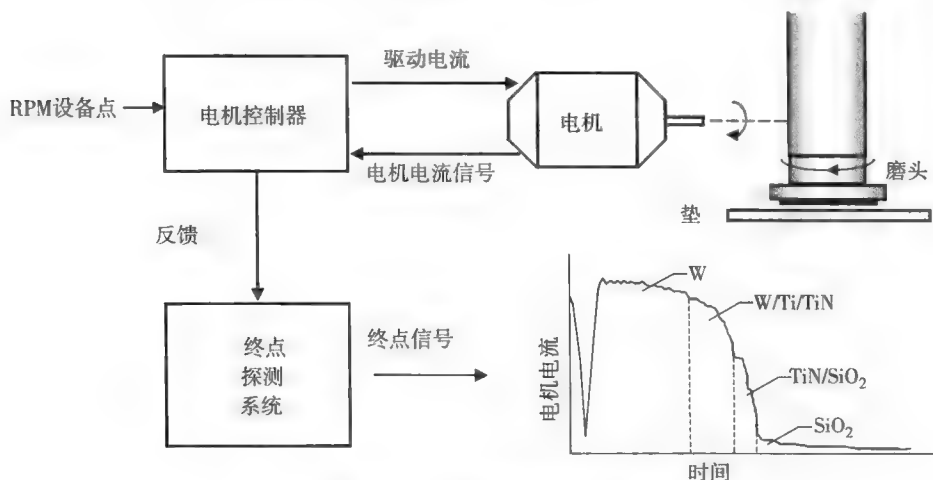 驱动电流
RPM设备点
电机控制器
电机
电机电流信号
磨头
垫
反馈
W
W/Ti/TiN
终点
探测
系统
终点信号
电机电流
TiN/SiO₂
SiO₂
时间